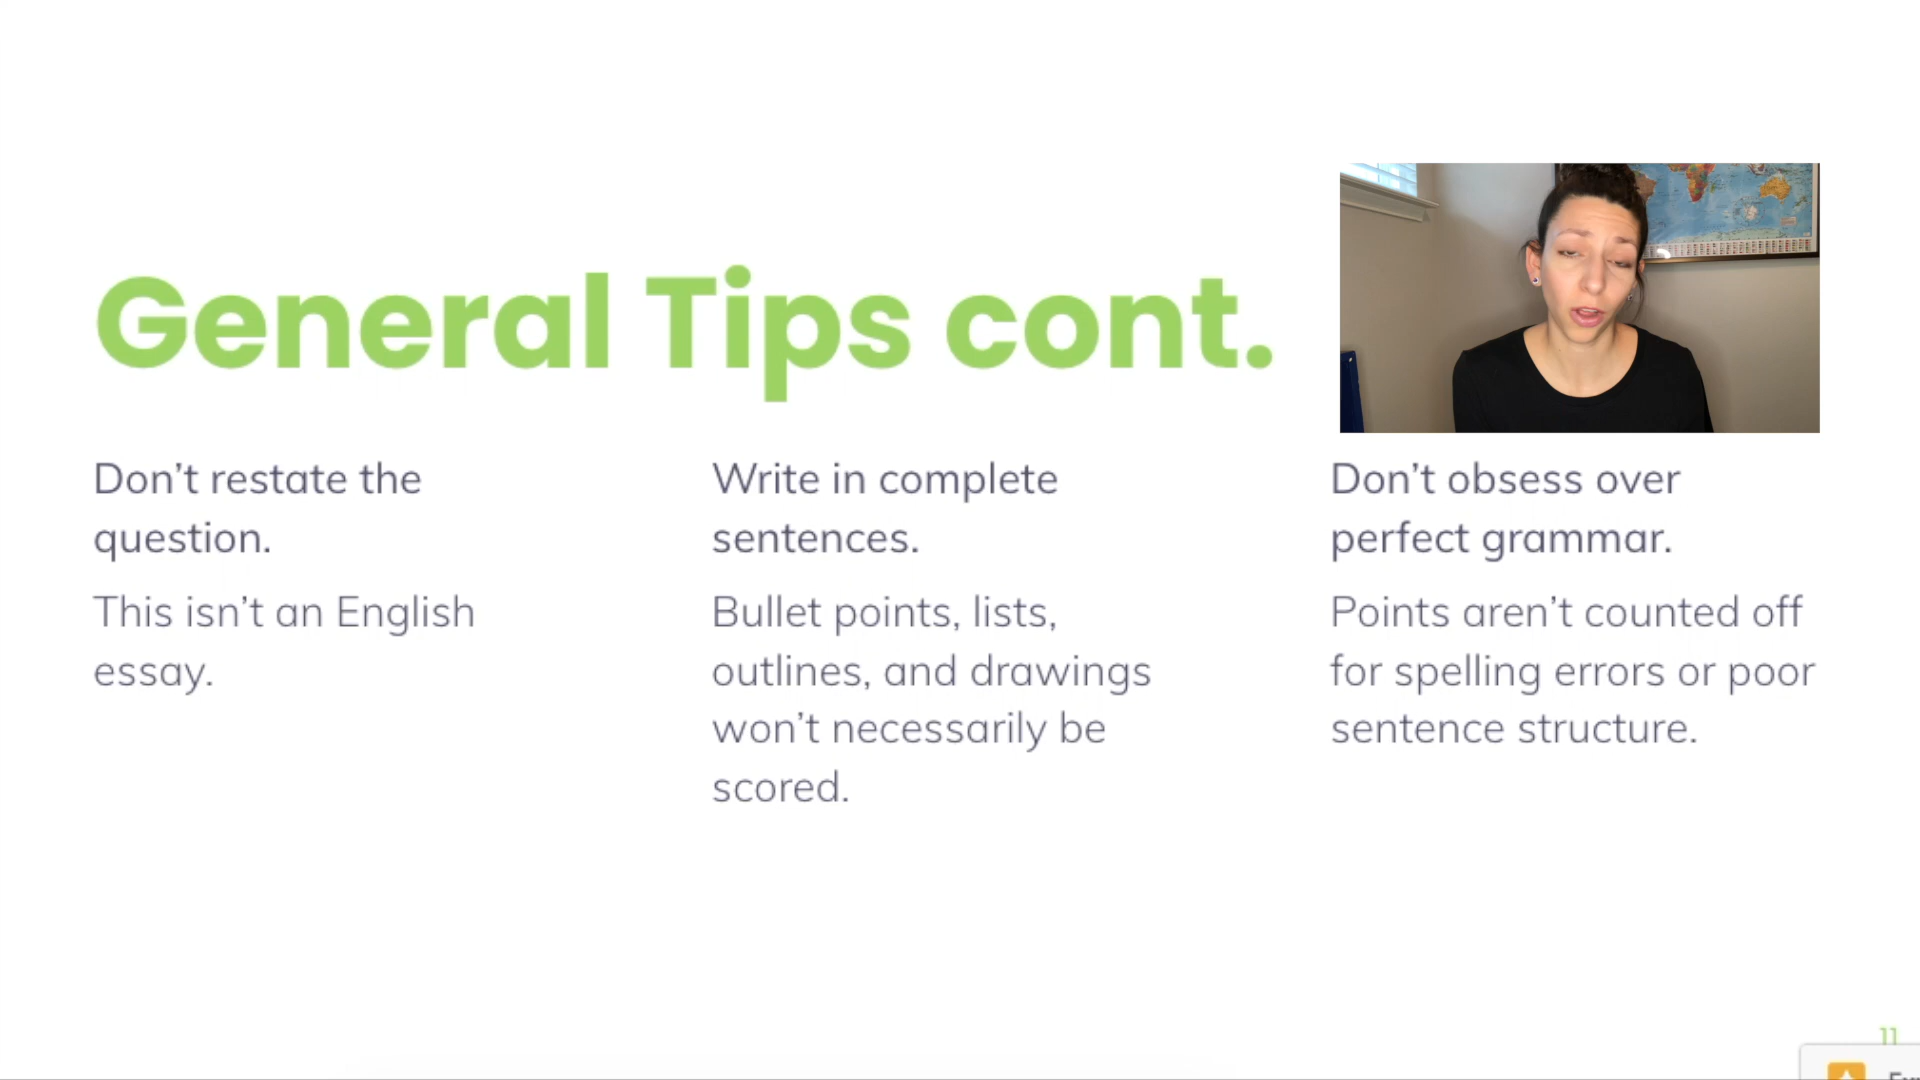 General Tips cont.
Don’t restate the
question.
This isn’t an English
essay.
Write in complete
sentences.
Bullet points, lists,
outlines, and drawings
won’t necessarily be
scored.
Don’t obsess over
perfect grammar.
Points aren’t counted off
for spelling errors or poor
sentence structure.
11